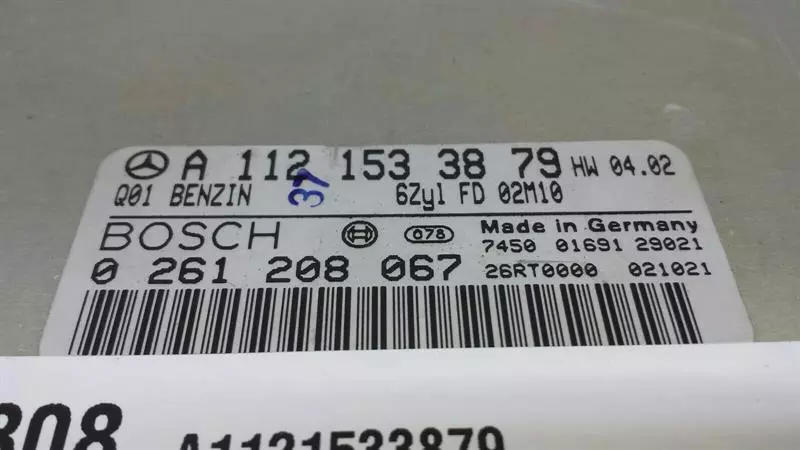 A 112 153 38 79 HW 04.02
Q01 BENZIN 37 6Zyl FD 02M10
BOSCH 078 Made in Germany
7450 01691 29021
0 261 208 067 26RT0000 021021
808 A1121533879